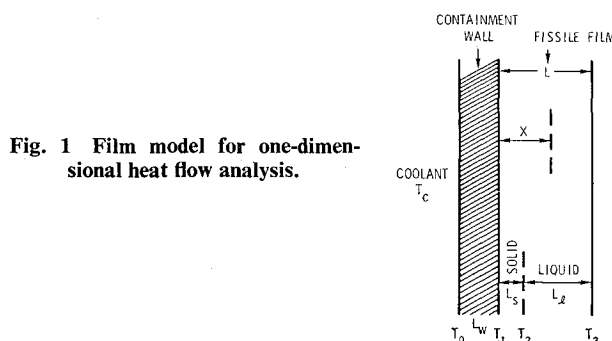 Fig. 1 Film model for one-dimen-
sional heat flow analysis.
CONTAINMENT
WALL
FISSILE FILM
L
X
COOLANT
T_C
SOLID
LIQUID
L_S
L_ℓ
T_0 L_W T_1 T_2 T_3